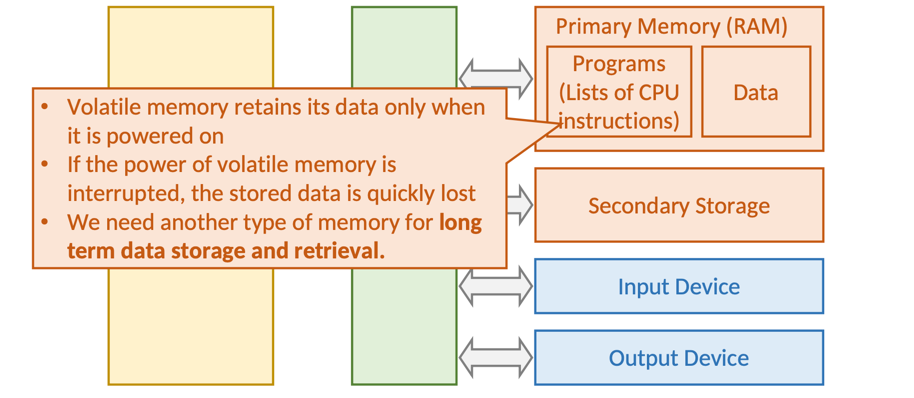 Primary Memory (RAM)
Programs
(Lists of CPU
instructions)
Data
• Volatile memory retains its data only when
it is powered on
• If the power of volatile memory is
interrupted, the stored data is quickly lost
• We need another type of memory for long
term data storage and retrieval.
Secondary Storage
Input Device
Output Device